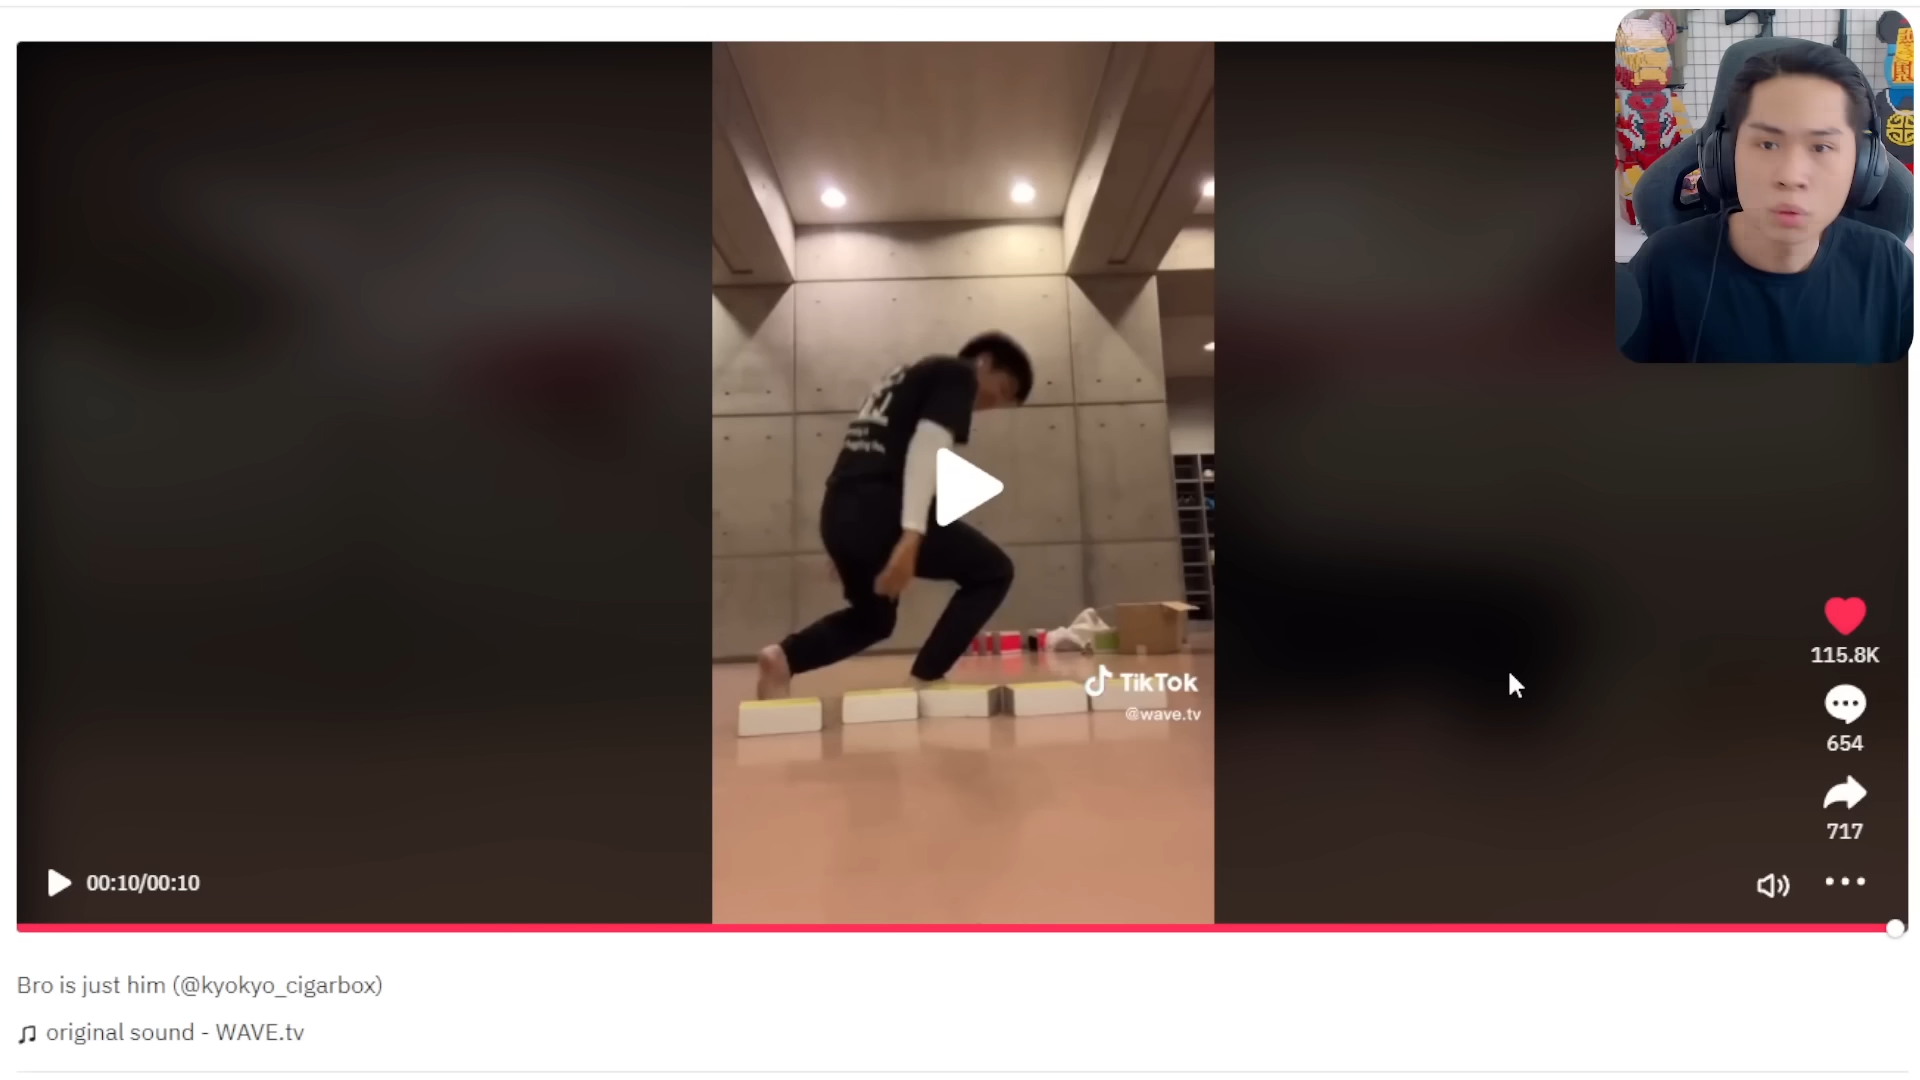 TikTok
@wave.tv
115.8K
654
717
00:10/00:10
Bro is just him (@kyokyo_cigarbox)
original sound - WAVE.tv